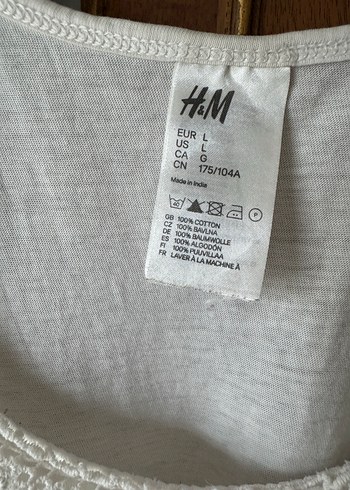 H&M
EUR L
US L
CA G
CN 175/104A
Made in India
40 P
GB 100% COTTON
CZ 100% BAVLNA
DE 100% BAUMWOLLE
ES 100% ALGODÓN
FI 100% PUUVILLAA
FR LAVER À LA MACHINE À